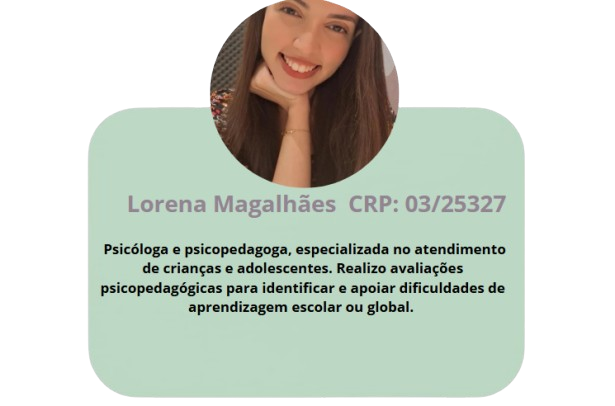 Lorena Magalhães CRP: 03/25327
Psicóloga e psicopedagoga, especializada no atendimento
de crianças e adolescentes. Realizo avaliações
psicopedagógicas para identificar e apoiar dificuldades de
aprendizagem escolar ou global.